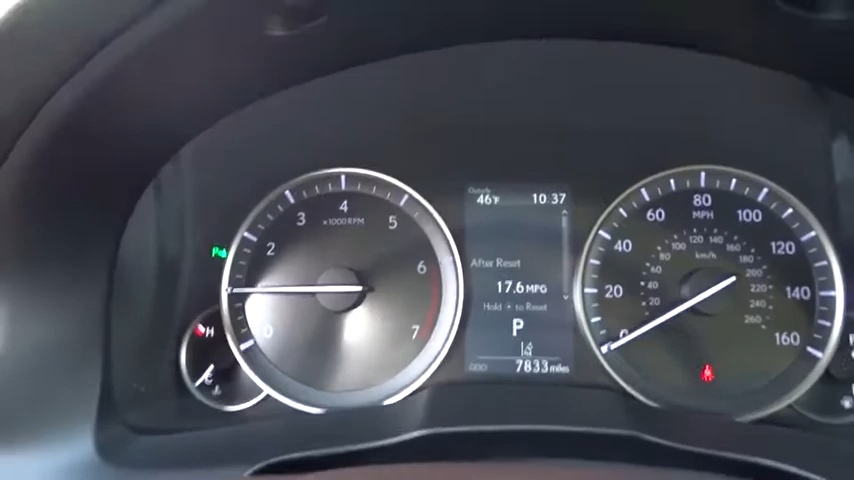 Outside
46°F 10:37
After Reset
17.6 MPG
Hold • to Reset
P
ODO 7833 miles
0
2
3
4
5
6
7
×1000RPM
H
C
0
20
40
60
80
100
120
140
160
MPH
20
40
60
80
100
120
140
160
180
200
220
240
260
km/h